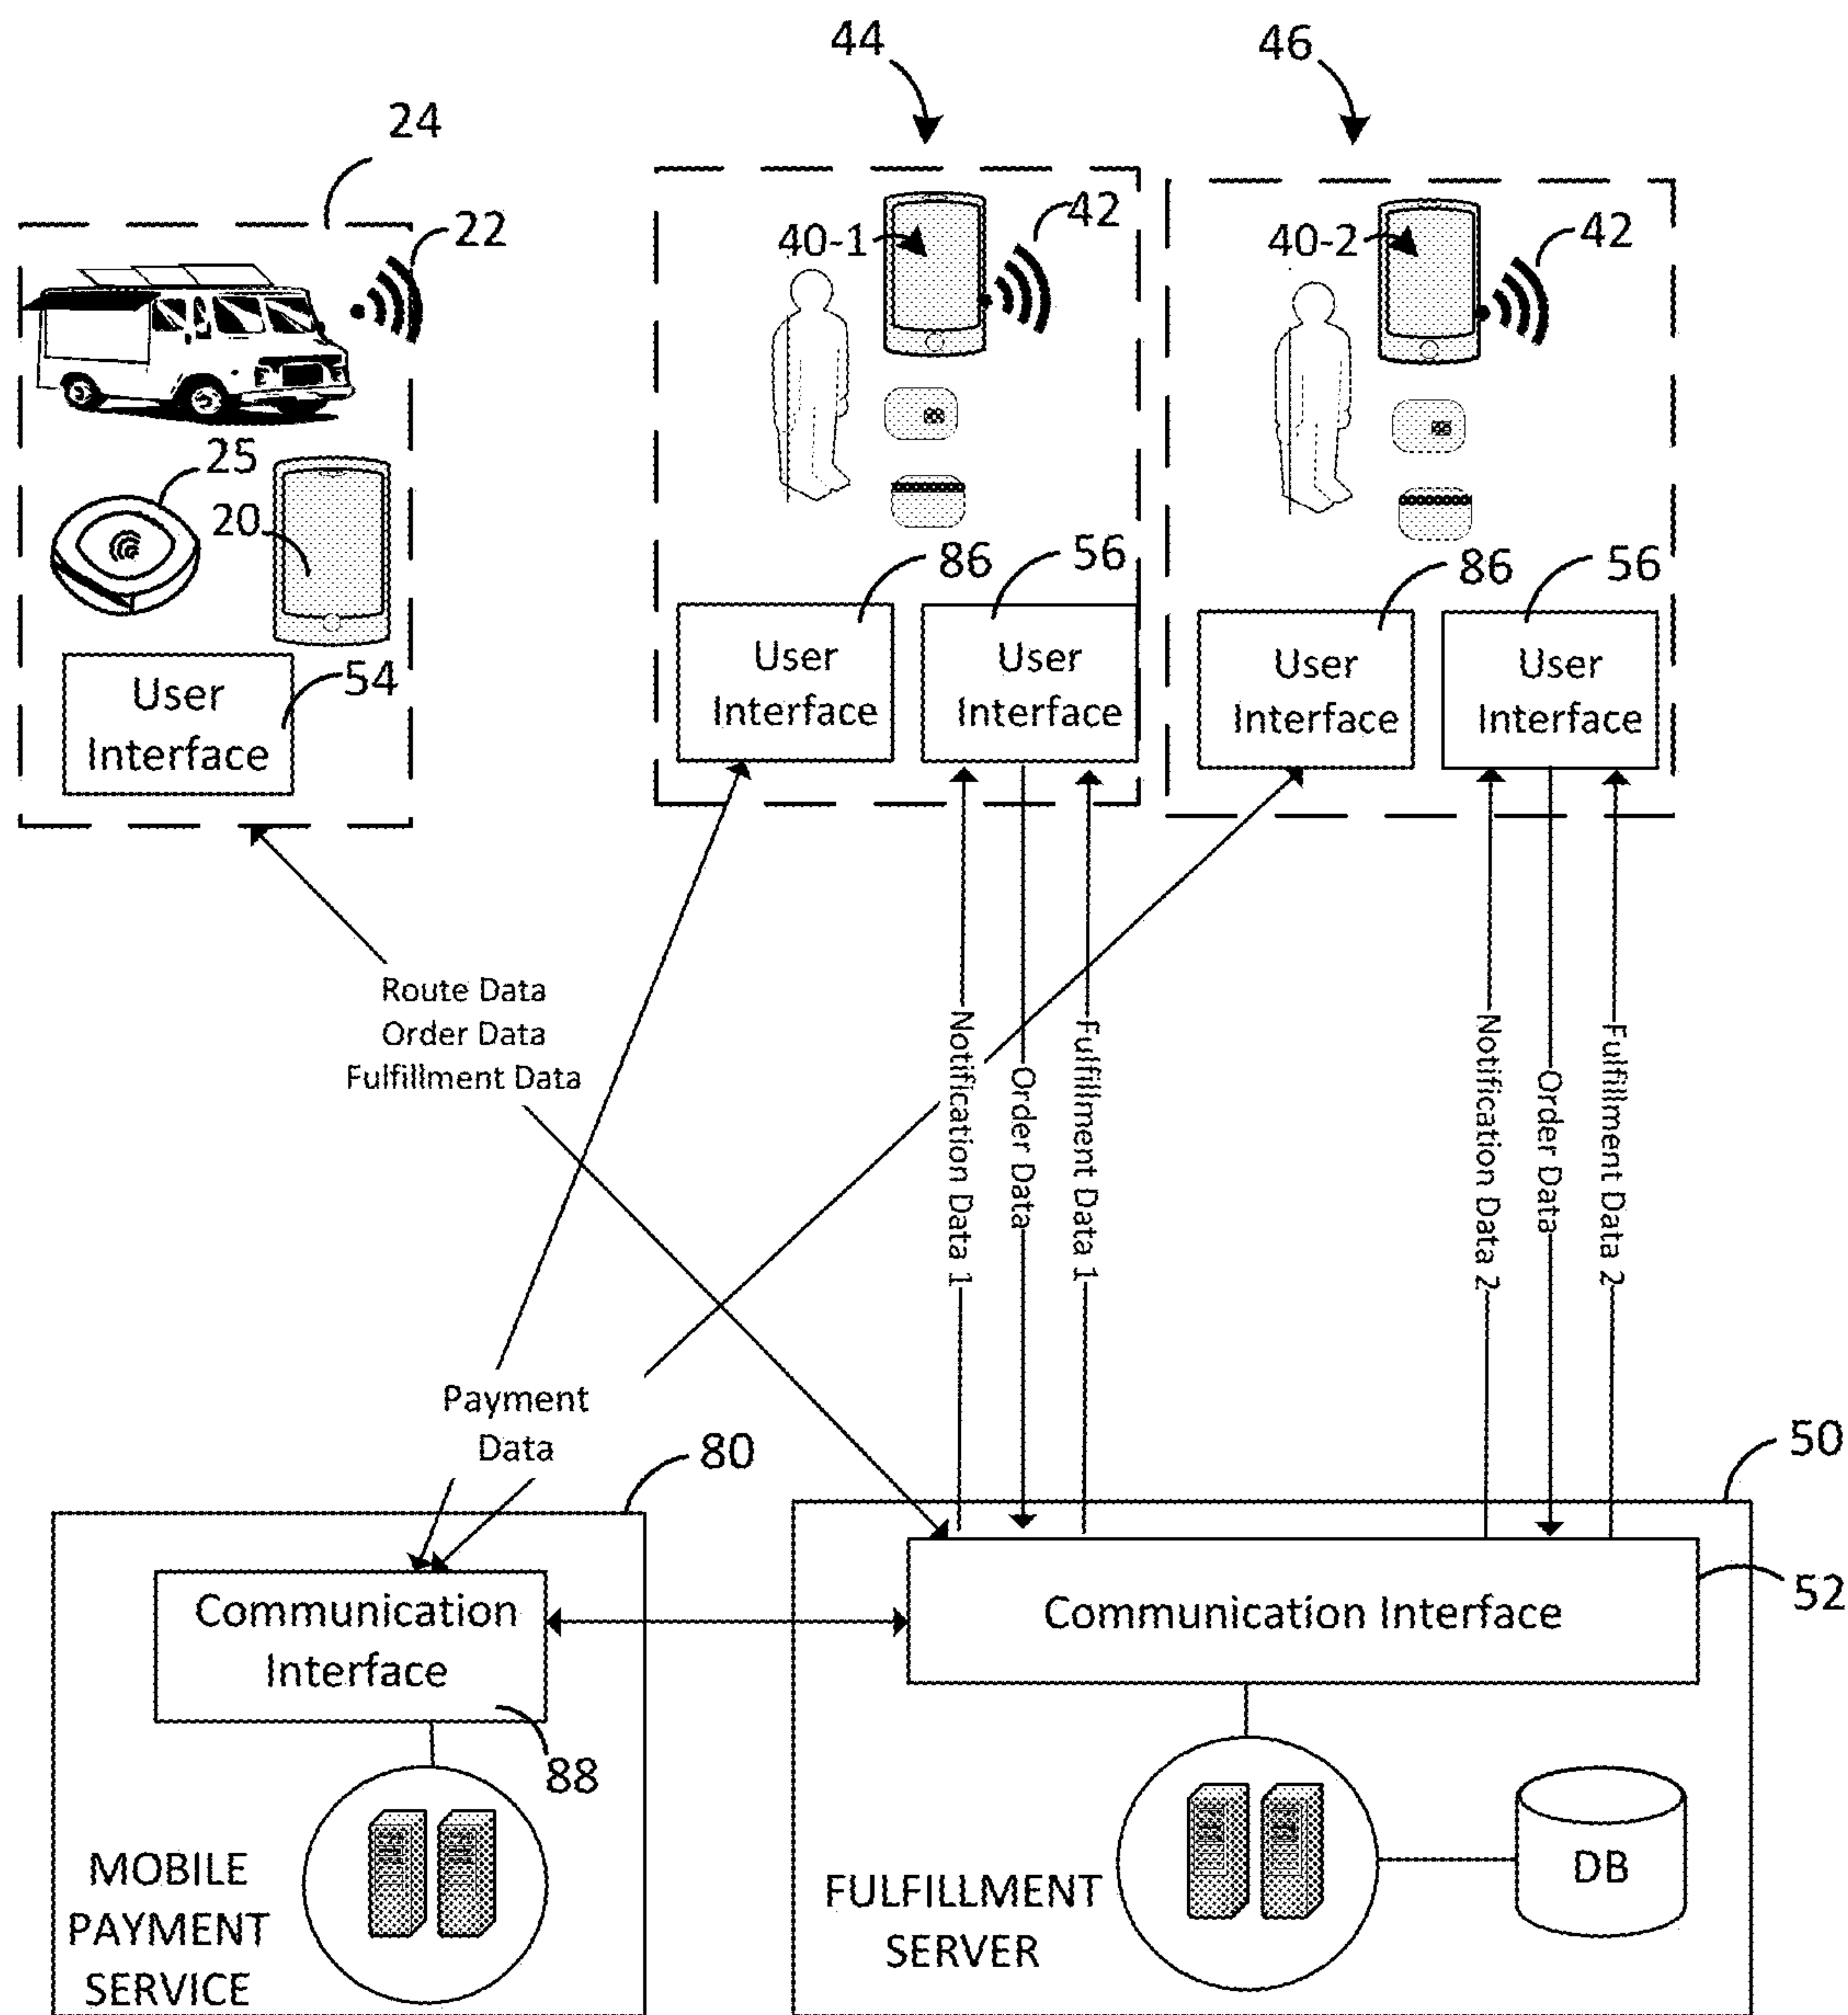 44
46
24
22
40-1
42
40-2
42
25
20
86
56
86
56
User
Interface
User
Interface
User
Interface
User
Interface
User
Interface
54
Route Data
Order Data
Fulfillment Data
Notification Data 1
Order Data
Fulfillment Data 1
Notification Data 2
Order Data
Fulfillment Data 2
Payment
Data
80
50
Communication
Interface
88
Communication Interface
52
MOBILE
PAYMENT
SERVICE
FULFILLMENT
SERVER
DB